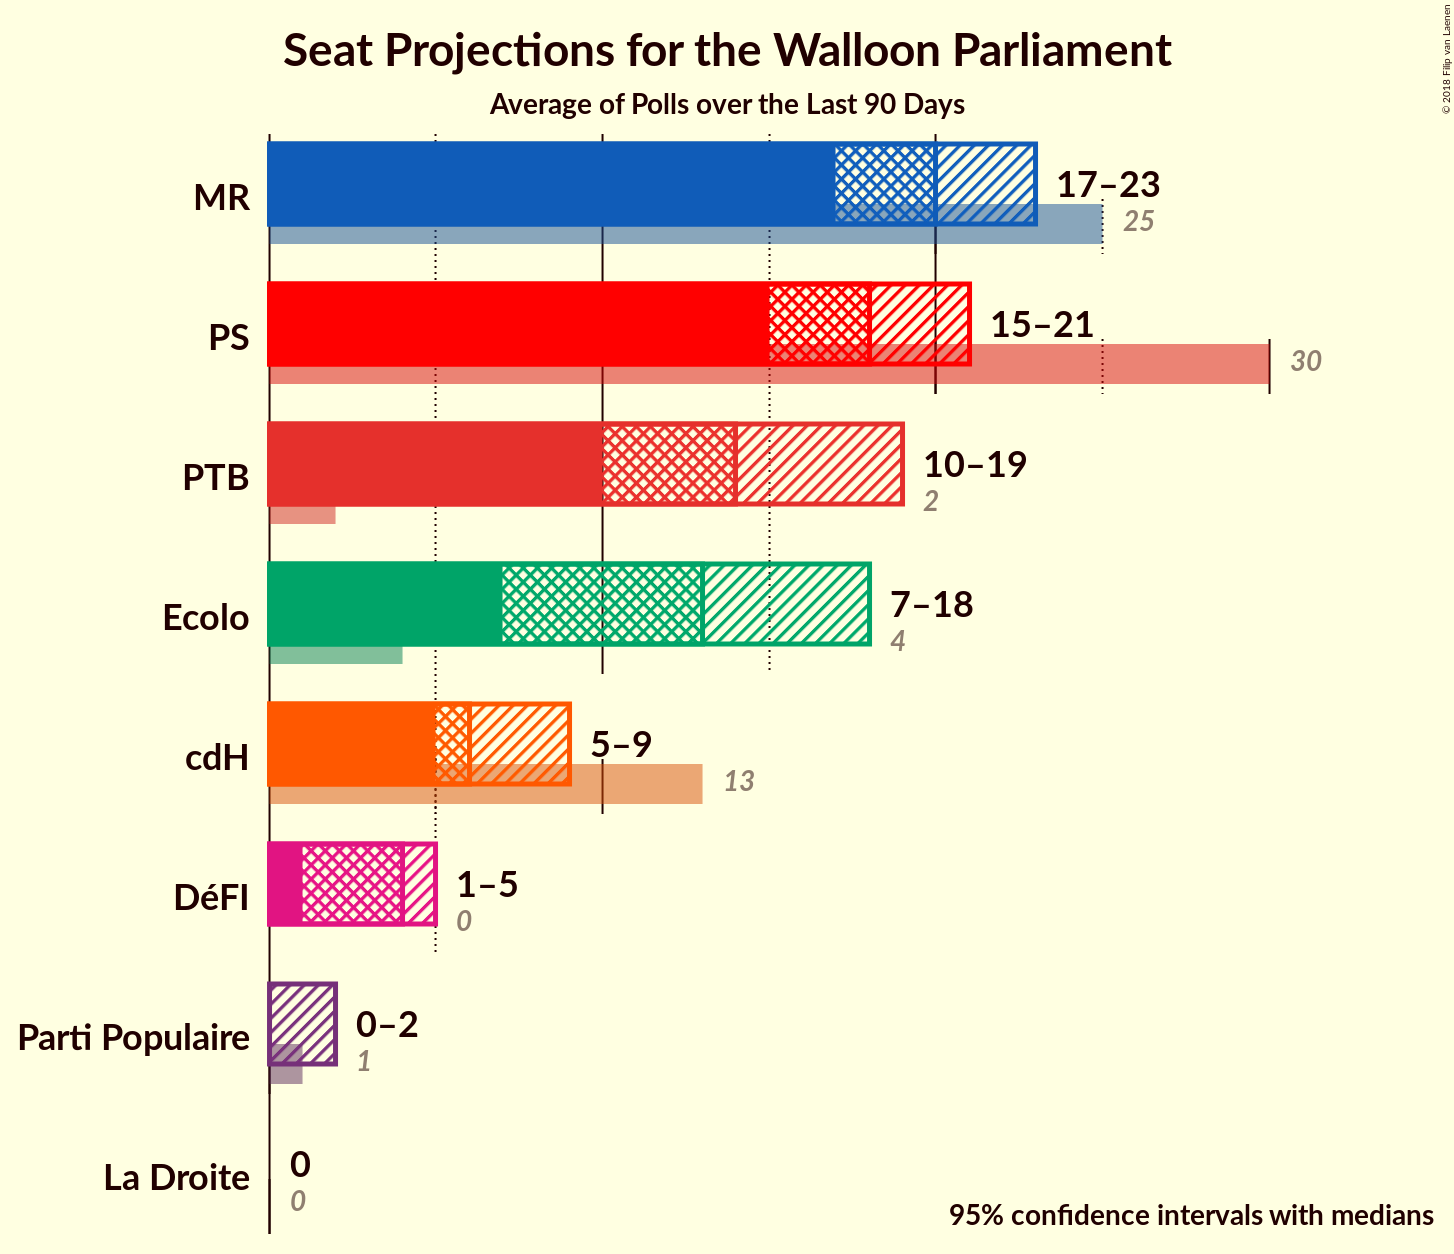 Seat Projections for the Walloon Parliament
Average of Polls over the Last 90 Days
© 2018 Filip van Laenen
MR
17–23
25
PS
15–21
30
PTB
10–19
2
Ecolo
7–18
4
cdH
5–9
13
DéFI
1–5
0
Parti Populaire
0–2
1
La Droite
0
0
95% confidence intervals with medians